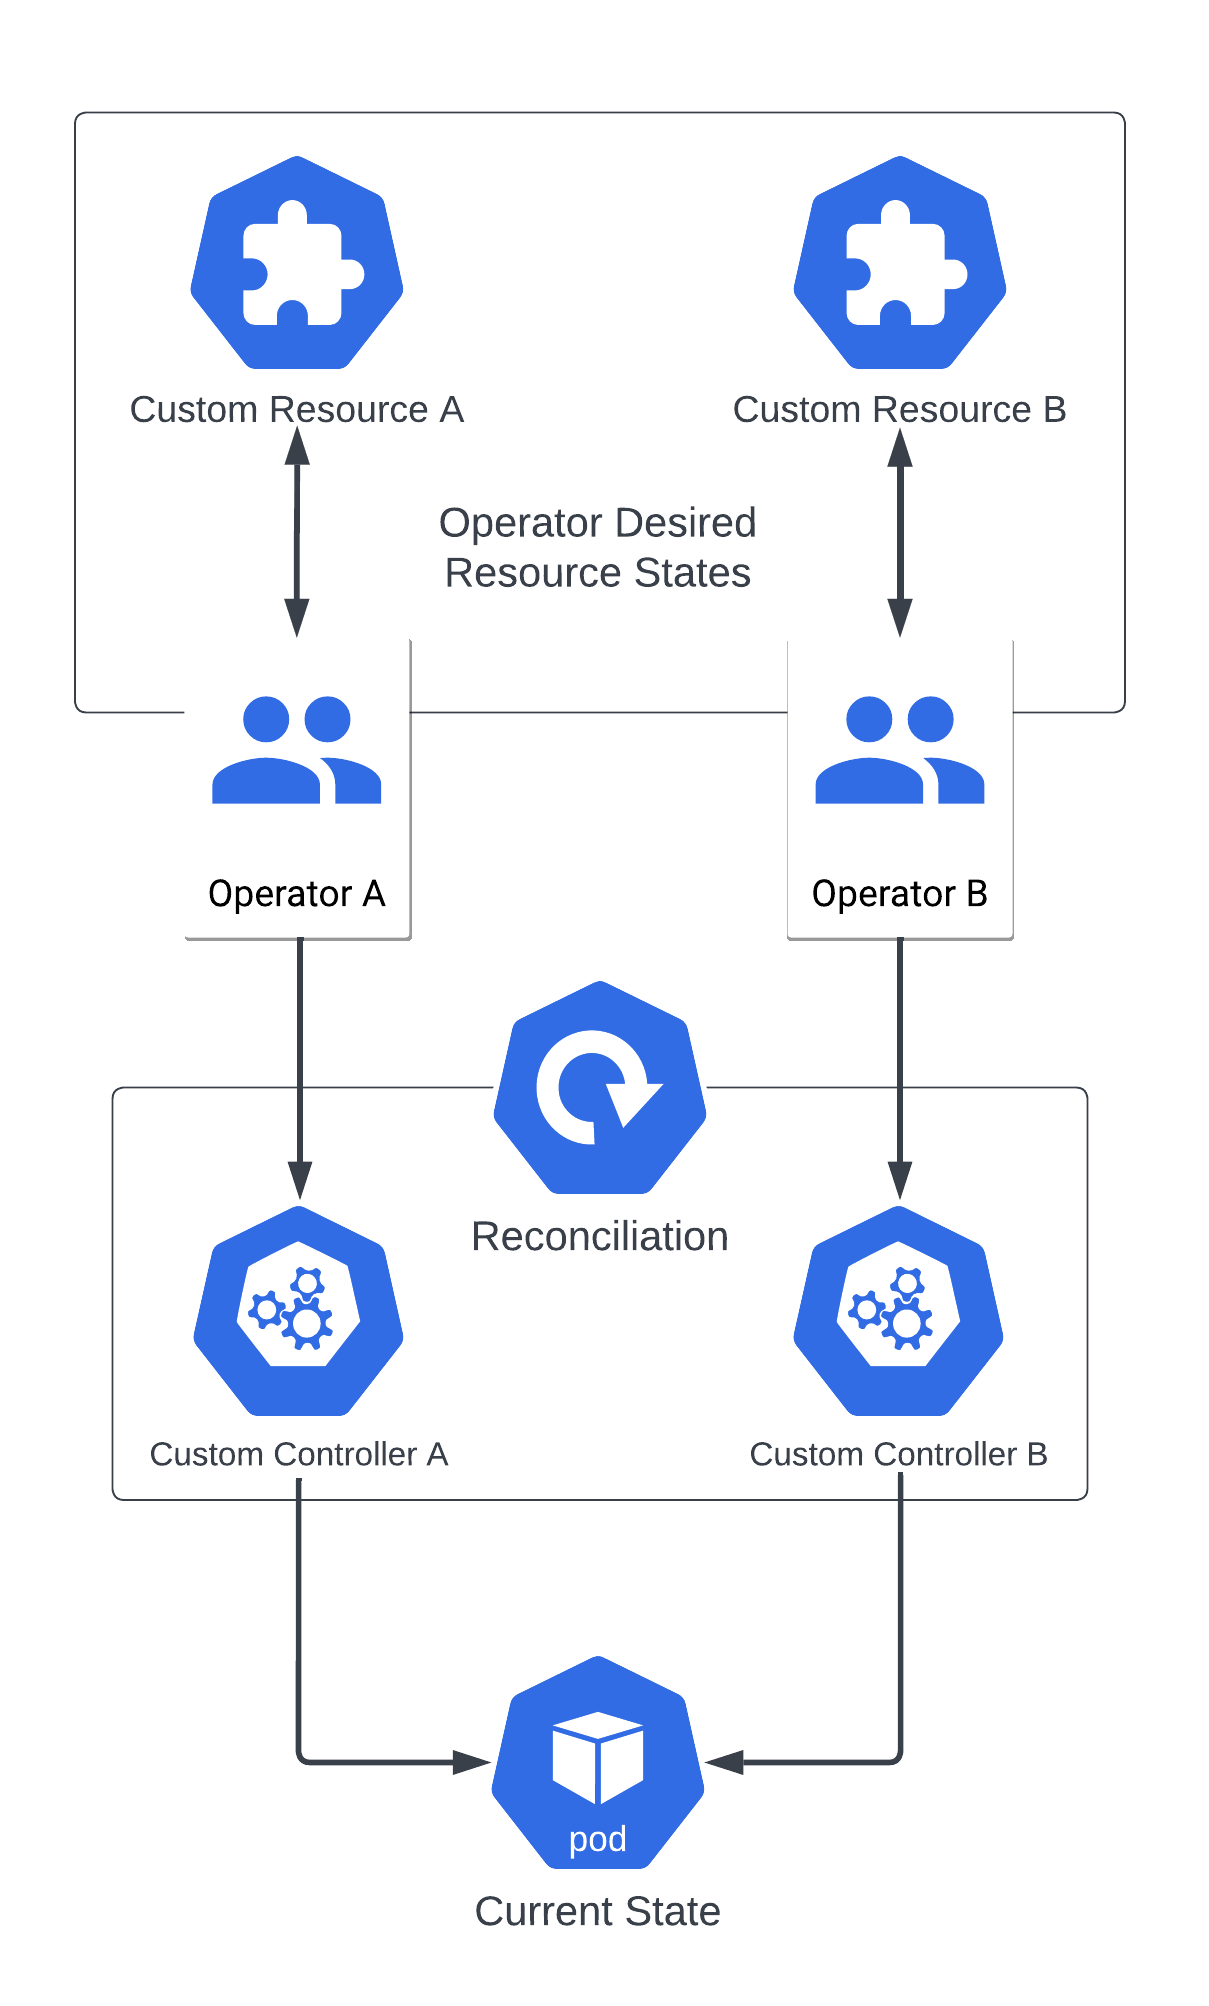 Custom Resource A
Custom Resource B
Operator Desired
Resource States
Operator A
Operator B
Reconciliation
Custom Controller A
Custom Controller B
pod
Current State